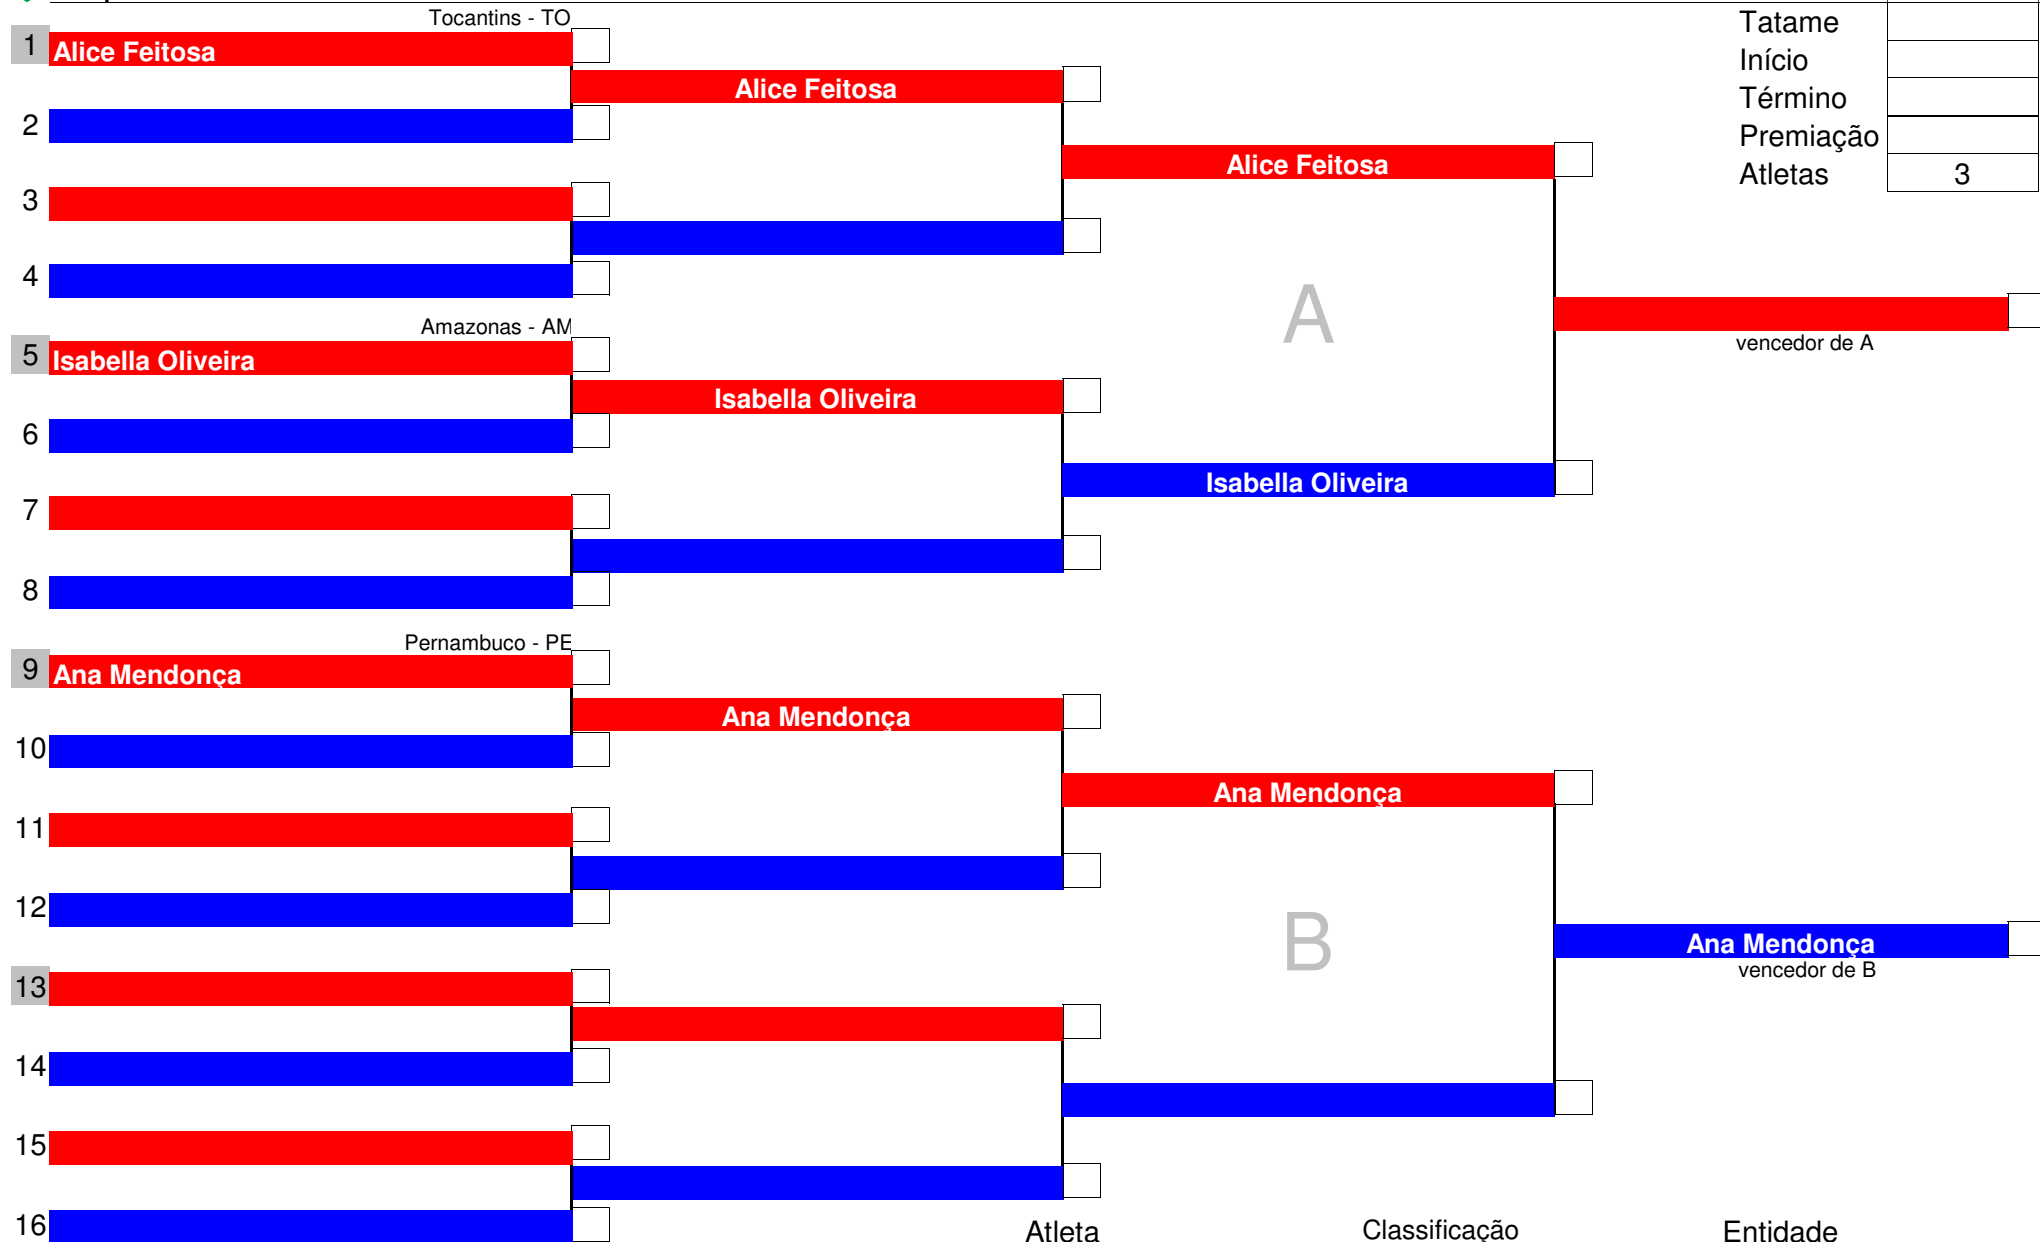 Tocantins - TO
Tatame
1 Alice Feitosa
Início
Alice Feitosa
Término
2
Premiação
Alice Feitosa
Atletas 3
3
4
A
Amazonas - AM
vencedor de A
5 Isabella Oliveira
Isabella Oliveira
6
Isabella Oliveira
7
8
Pernambuco - PE
9 Ana Mendonça
Ana Mendonça
10
Ana Mendonça
11
12
B
Ana Mendonça
vencedor de B
13
14
15
16
Atleta Classificação Entidade